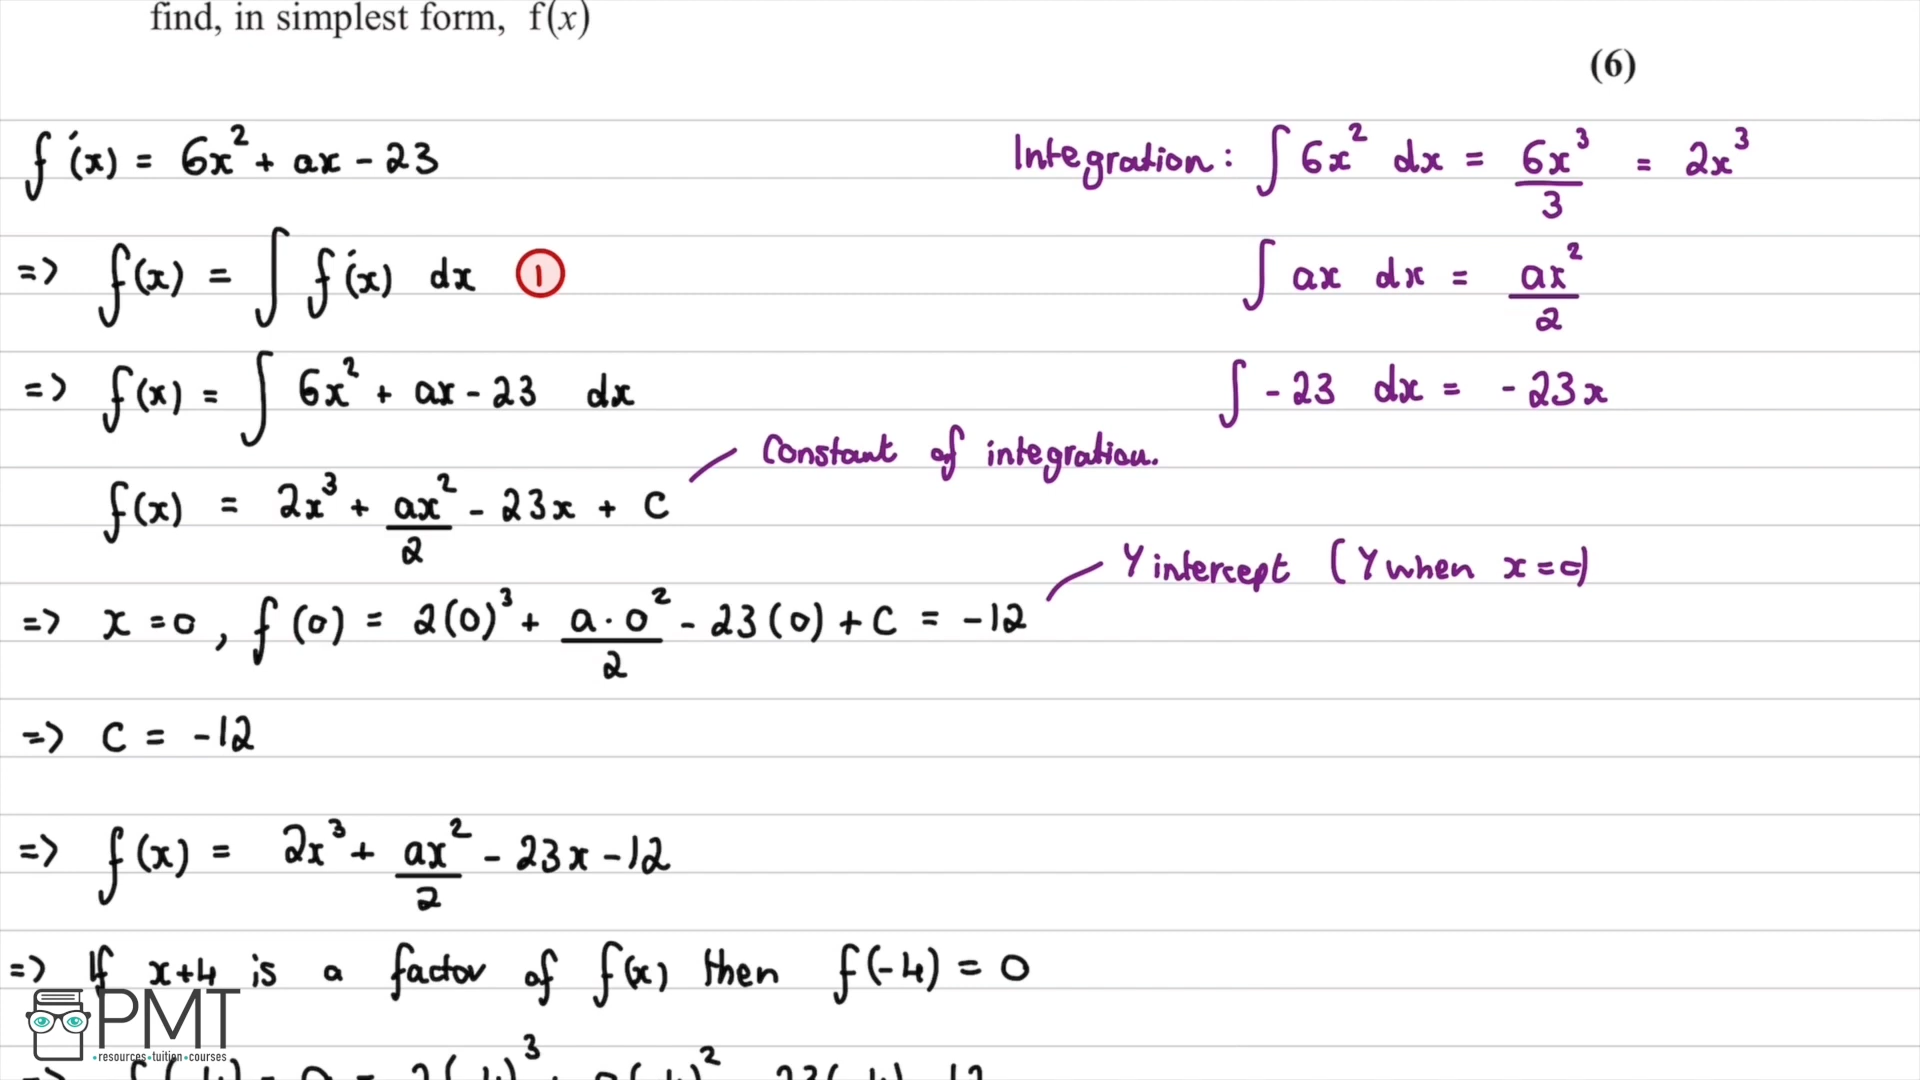 find, in simplest form, f(x)
(6)
f'(x) = 6x² + ax - 23
Integration: ∫ 6x² dx = 6x³/3 = 2x³
=> f(x) = ∫ f'(x) dx ①
∫ ax dx = ax²/2
=> f(x) = ∫ 6x² + ax - 23 dx
∫ -23 dx = -23x
Constant of integration.
f(x) = 2x³ + ax²/2 - 23x + C
Y intercept (Y when x=0)
=> x=0, f(0) = 2(0)³ + a·0²/2 - 23(0) + C = -12
=> C = -12
=> f(x) = 2x³ + ax²/2 - 23x - 12
=> If x+4 is a factor of f(x) then f(-4) = 0
PMT
resources•tuition•courses